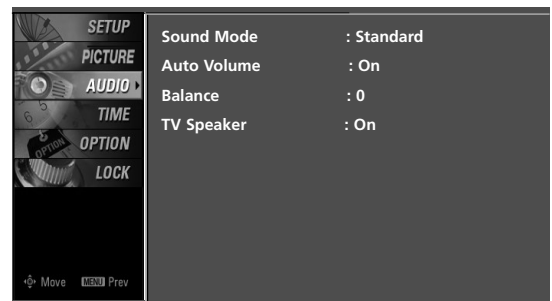 SETUP
PICTURE
AUDIO
TIME
OPTION
LOCK
Move MENU Prev
Sound Mode : Standard
Auto Volume : On
Balance : 0
TV Speaker : On